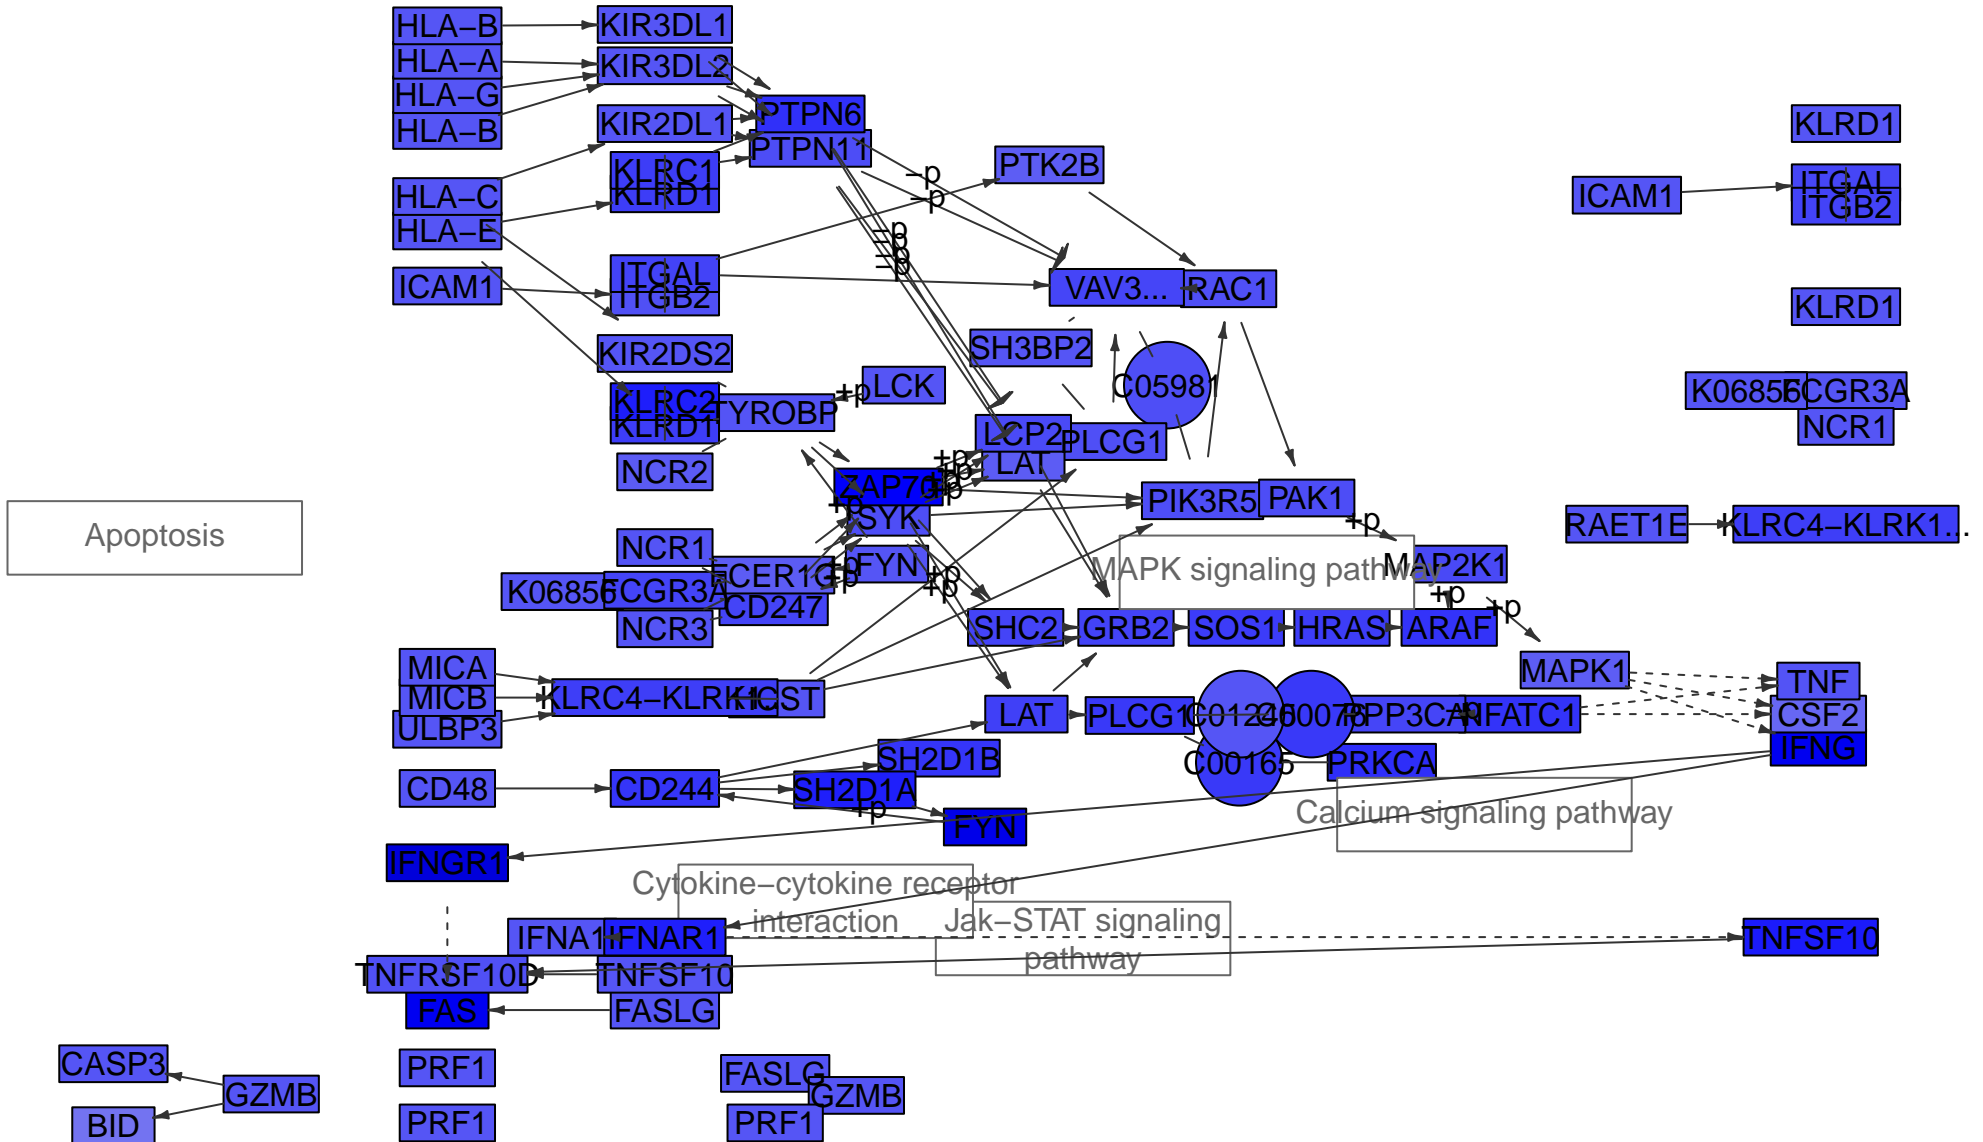 HLA−B
KIR3DL1
HLA−A
KIR3DL2
HLA−G
HLA−B
KIR2DL1
PTPN6
PTPN11
KLRC1
KLRD1
HLA−C
HLA−E
PTK2B
−p
−p
−p
−p
−p
−p
ICAM1
KLRD1
ITGAL
ITGB2
ICAM1
ITGAL
ITGB2
VAV3...
RAC1
KLRD1
KIR2DS2
SH3BP2
C05981
KLRC2
KLRD1
TYROBP
+p
LCK
K06856
FCGR3A
NCR1
NCR2
LCP2
PLCG1
LAT
+p
+p
+p
+p
ZAP70
SYK
+p
PIK3R5
PAK1
+p
Apoptosis
RAET1E
KLRC4−KLRK1...
NCR1
FCER1G
+p
+p
FYN
+p
+p
MAPK signaling pathway
MAP2K1
K06856
FCGR3A
CD247
NCR3
SHC2
GRB2
SOS1
HRAS
ARAF
+p
+p
MICA
MICB
ULBP3
KLRC4−KLRK1...
HCST
MAPK1
TNF
CSF2
IFNG
LAT
PLCG1
C01245
C00076
PPP3CA
−p
NFATC1
C00165
PRKCA
SH2D1B
CD48
CD244
SH2D1A
+p
FYN
Calcium signaling pathway
IFNGR1
Cytokine−cytokine receptor
interaction
Jak−STAT signaling
pathway
IFNA1
IFNAR1
TNFSF10
TNFRSF10D
TNFSF10
FAS
FASLG
CASP3
GZMB
BID
PRF1
PRF1
FASLG
GZMB
PRF1